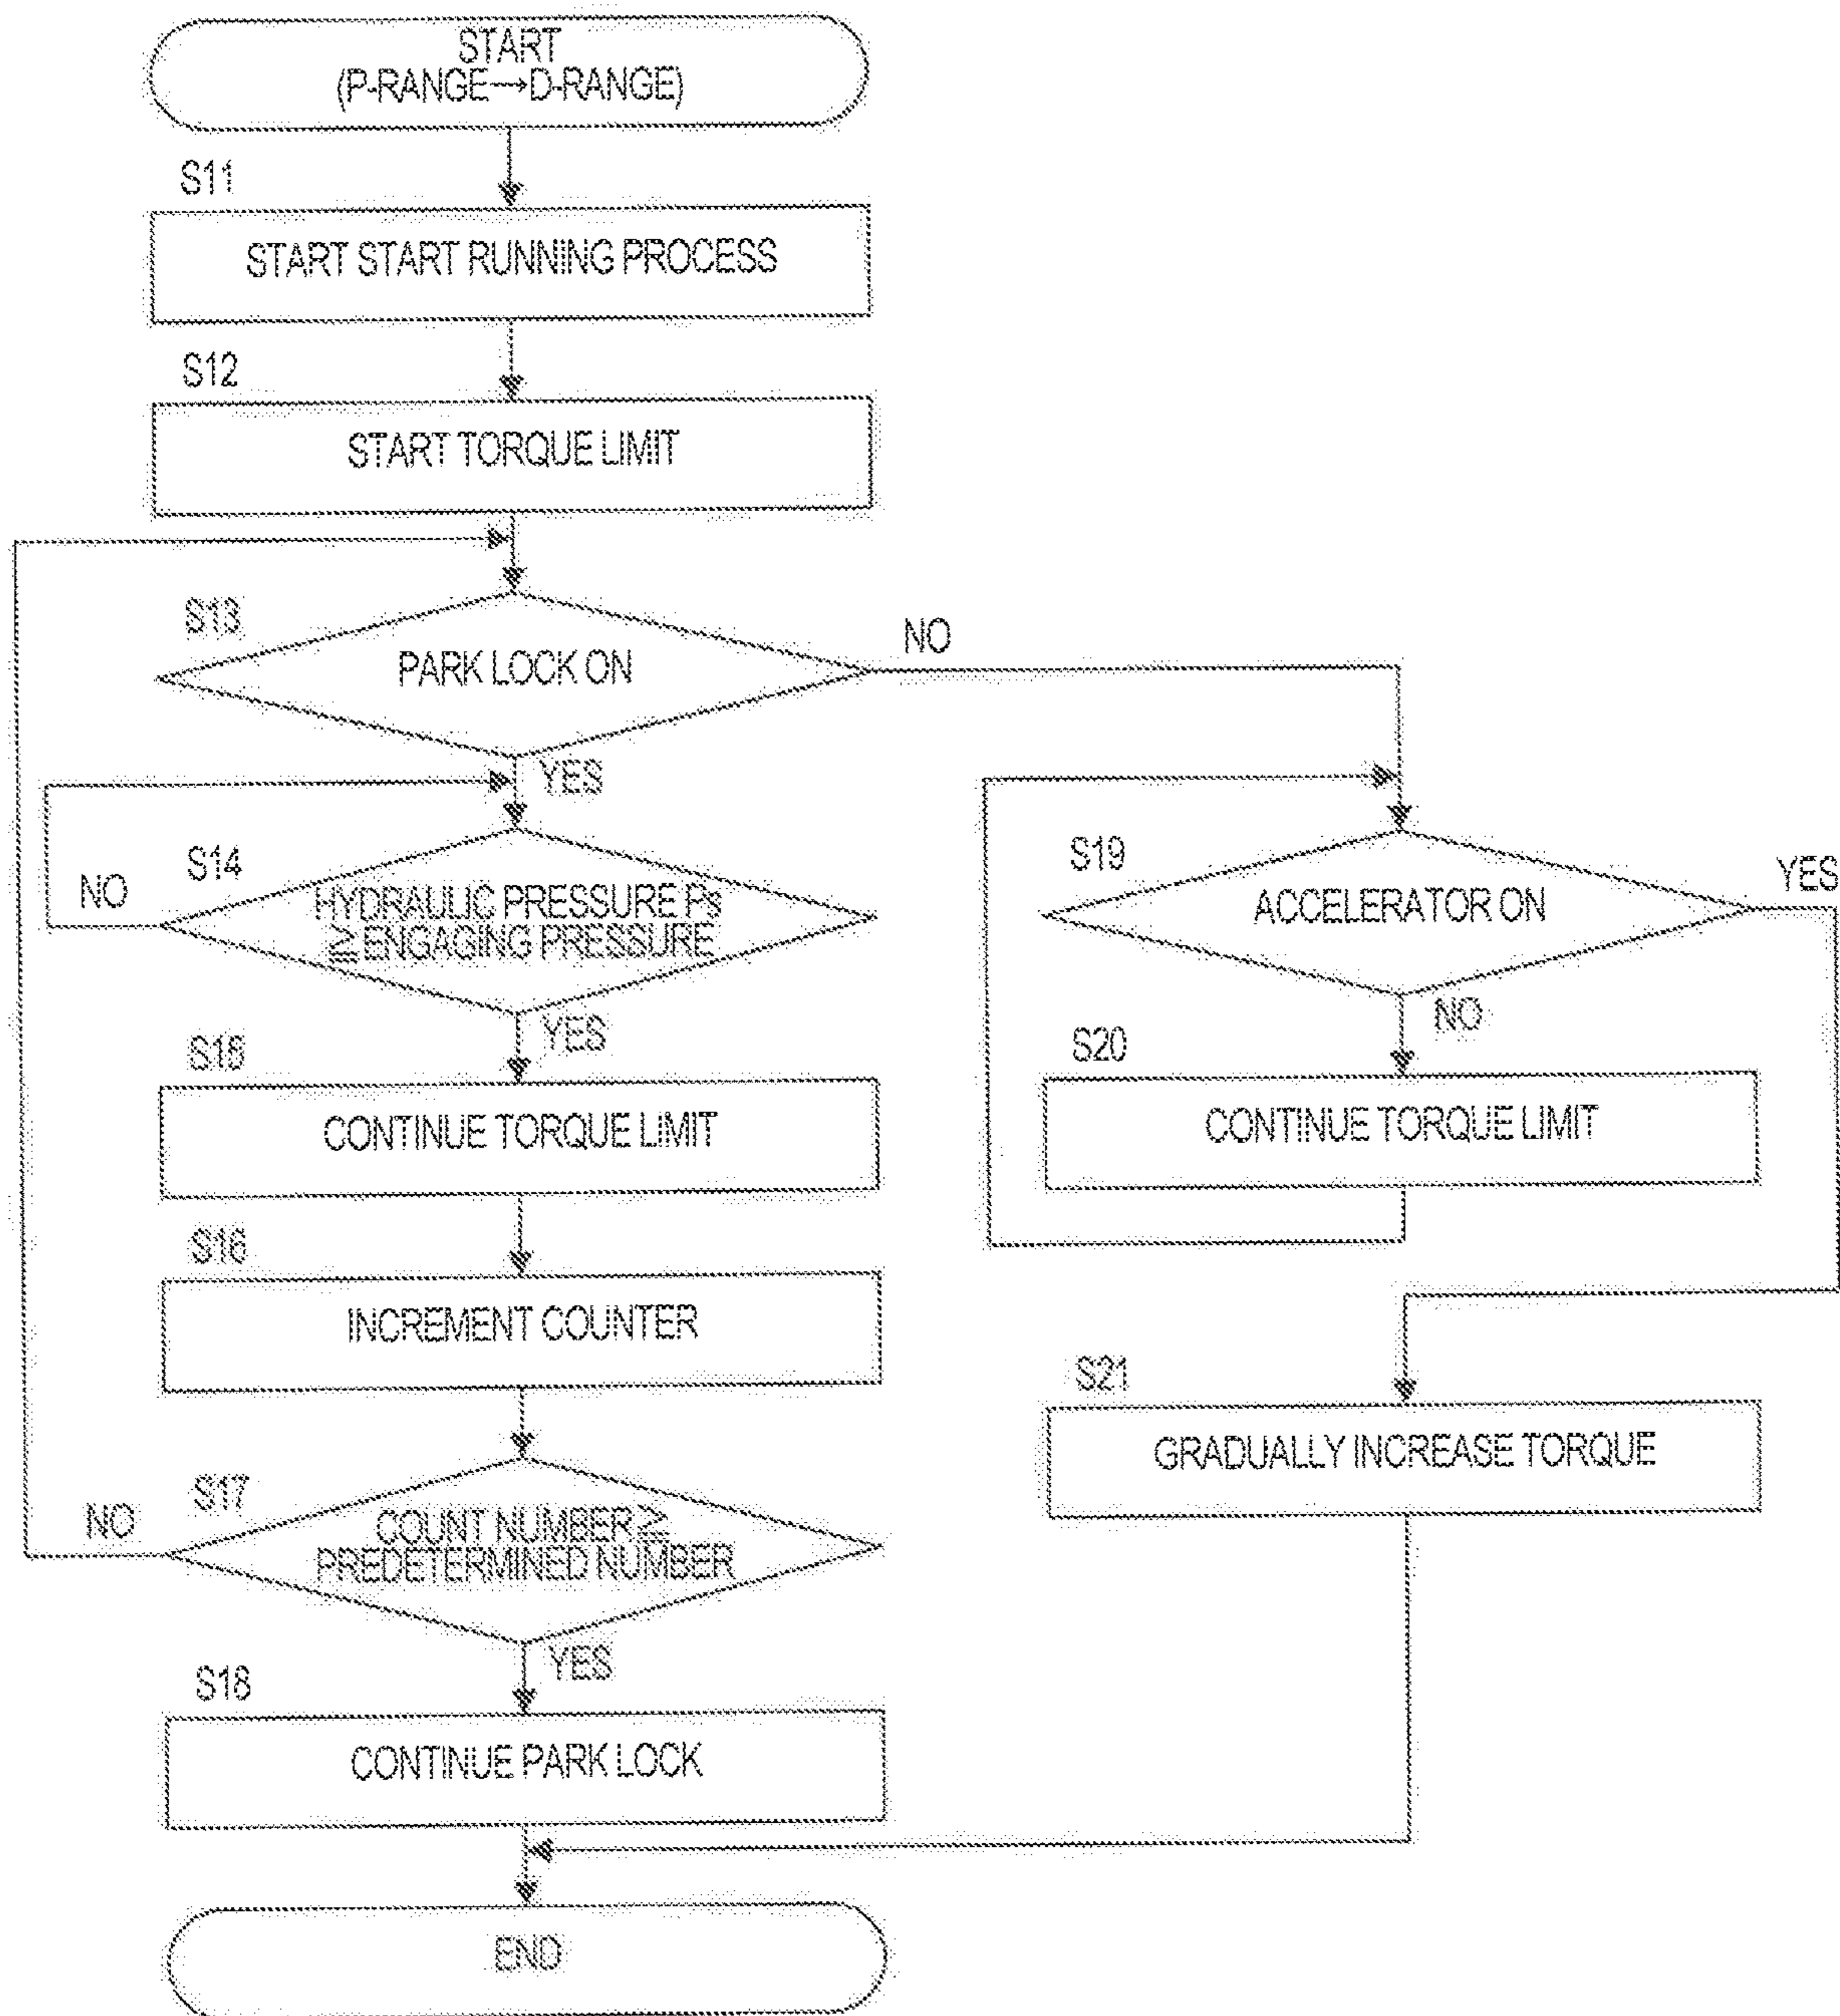 START
(P-RANGE→D-RANGE)
S11
START START RUNNING PROCESS
S12
START TORQUE LIMIT
S13
PARK LOCK ON
NO
YES
S14
HYDRAULIC PRESSURE Ps
≧ENGAGING PRESSURE
NO
YES
S15
CONTINUE TORQUE LIMIT
S16
INCREMENT COUNTER
S17
COUNT NUMBER≧
PREDETERMINED NUMBER
NO
YES
S18
CONTINUE PARK LOCK
S19
ACCELERATOR ON
YES
NO
S20
CONTINUE TORQUE LIMIT
S21
GRADUALLY INCREASE TORQUE
END